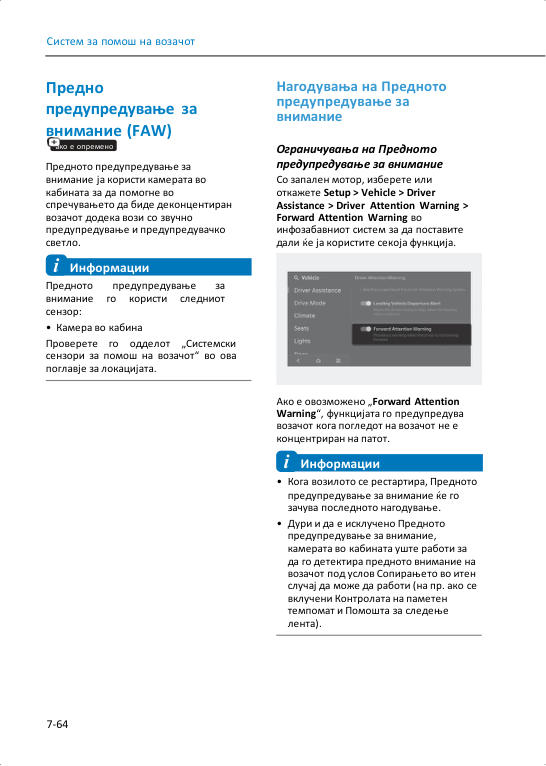 Систем за помош на возачот
Предно
предупредување за
внимание (FAW)
ако е опремено
Предното предупредување за
внимание ја користи камерата во
кабината за да помогне во
спречувањето да биде деконцентиран
возачот додека вози со звучно
предупредување и предупредувачко
светло.
i Информации
Предното предупредување за
внимание го користи следниот
сензор:
• Камера во кабина
Проверете го одделот „Системски
сензори за помош на возачот“ во ова
поглавје за локацијата.
Нагодувања на Предното
предупредување за
внимание
Ограничувања на Предното
предупредување за внимание
Со запален мотор, изберете или
откажете Setup > Vehicle > Driver
Assistance > Driver Attention Warning >
Forward Attention Warning во
инфозабавниот систем за да поставите
дали ќе ја користите секоја функција.
Vehicle
Driver Attention Warning
Driver Assistance
Drive Mode
Leading Vehicle Departure Alert
Climate
Seats
Forward Attention Warning
Lights
Ако е овозможено „Forward Attention
Warning“, функцијата го предупредува
возачот кога погледот на возачот не е
концентриран на патот.
i Информации
• Кога возилото се рестартира, Предното
предупредување за внимание ќе го
зачува последното нагодување.
• Дури и да е исклучено Предното
предупредување за внимание,
камерата во кабината уште работи за
да го детектира предното внимание на
возачот под услов Сопирањето во итен
случај да може да работи (на пр. ако се
вклучени Контролата на паметен
темпомат и Помошта за следење
лента).
7-64